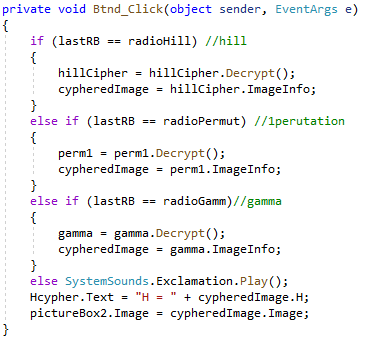 private void Btnd_Click(object sender, EventArgs e)
{
    if (lastRB == radioHill) //hill
    {
        hillCipher = hillCipher.Decrypt();
        cypheredImage = hillCipher.ImageInfo;
    }
    else if (lastRB == radioPermut) //1perutation
    {
        perm1 = perm1.Decrypt();
        cypheredImage = perm1.ImageInfo;
    }
    else if (lastRB == radioGamm)//gamma
    {
        gamma = gamma.Decrypt();
        cypheredImage = gamma.ImageInfo;
    }
    else SystemSounds.Exclamation.Play();
    Hcypher.Text = "H = " + cypheredImage.H;
    pictureBox2.Image = cypheredImage.Image;
}